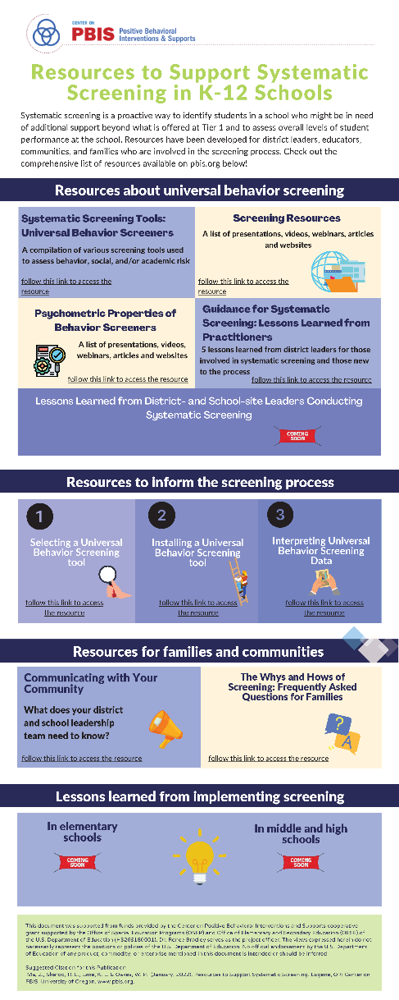 CENTER ON
PBIS
Positive Behavioral
Interventions & Supports
Resources to Support Systematic
Screening in K-12 Schools
Systematic screening is a proactive way to identify students in a school who might be in need
of additional support beyond what is offered at Tier 1 and to assess overall levels of student
performance at the school. Resources have been developed for district leaders, educators,
communities, and families who are involved in the screening process. Check out the
comprehensive list of resources available on pbis.org below!
Resources about universal behavior screening
Systematic Screening Tools:
Universal Behavior Screeners
A compilation of various screening tools used
to assess behavior, social, and/or academic risk
follow this link to access the
resource
Screening Resources
A list of presentations, videos, webinars, articles
and websites
follow this link to access the
resource
Psychometric Properties of
Behavior Screeners
A list of presentations, videos,
webinars, articles and websites
follow this link to access the resource
Guidance for Systematic
Screening: Lessons Learned from
Practitioners
5 lessons learned from district leaders for those
involved in systematic screening and those new
to the process
follow this link to access the resource
Lessons Learned from District- and School-site Leaders Conducting
Systematic Screening
COMING
SOON
Resources to inform the screening process
1
Selecting a Universal
Behavior Screening
tool
follow this link to access
the resource
2
Installing a Universal
Behavior Screening
tool
follow this link to access
the resource
3
Interpreting Universal
Behavior Screening
Data
follow this link to access
the resource
Resources for families and communities
Communicating with Your
Community
What does your district
and school leadership
team need to know?
follow this link to access the resource
The Whys and Hows of
Screening: Frequently Asked
Questions for Families
?
A
follow this link to access the resource
Lessons learned from implementing screening
In elementary
schools
COMING
SOON
In middle and high
schools
COMING
SOON
This document was supported from funds provided by the Center on Positive Behavioral Interventions and Supports cooperative
grant supported by the Office of Special Education Programs (OSEP) and Office of Elementary and Secondary Education (OESE) of
the U.S. Department of Education (H326S180001). Dr. Renee Bradley serves as the project officer. The views expressed herein do not
necessarily represent the positions or policies of the U.S. Department of Education. No official endorsement by the U.S. Department
of Education of any product, commodity, or enterprise mentioned in this document is intended or should be inferred
Suggested Citation for this Publication
Ma, Z., Sherod, R. L., Lane, K. L. & Oakes, W. P. (January, 2022). Resources to Support Systematic Screening. Eugene, OR: Center on
PBIS, University of Oregon. www.pbis.org.